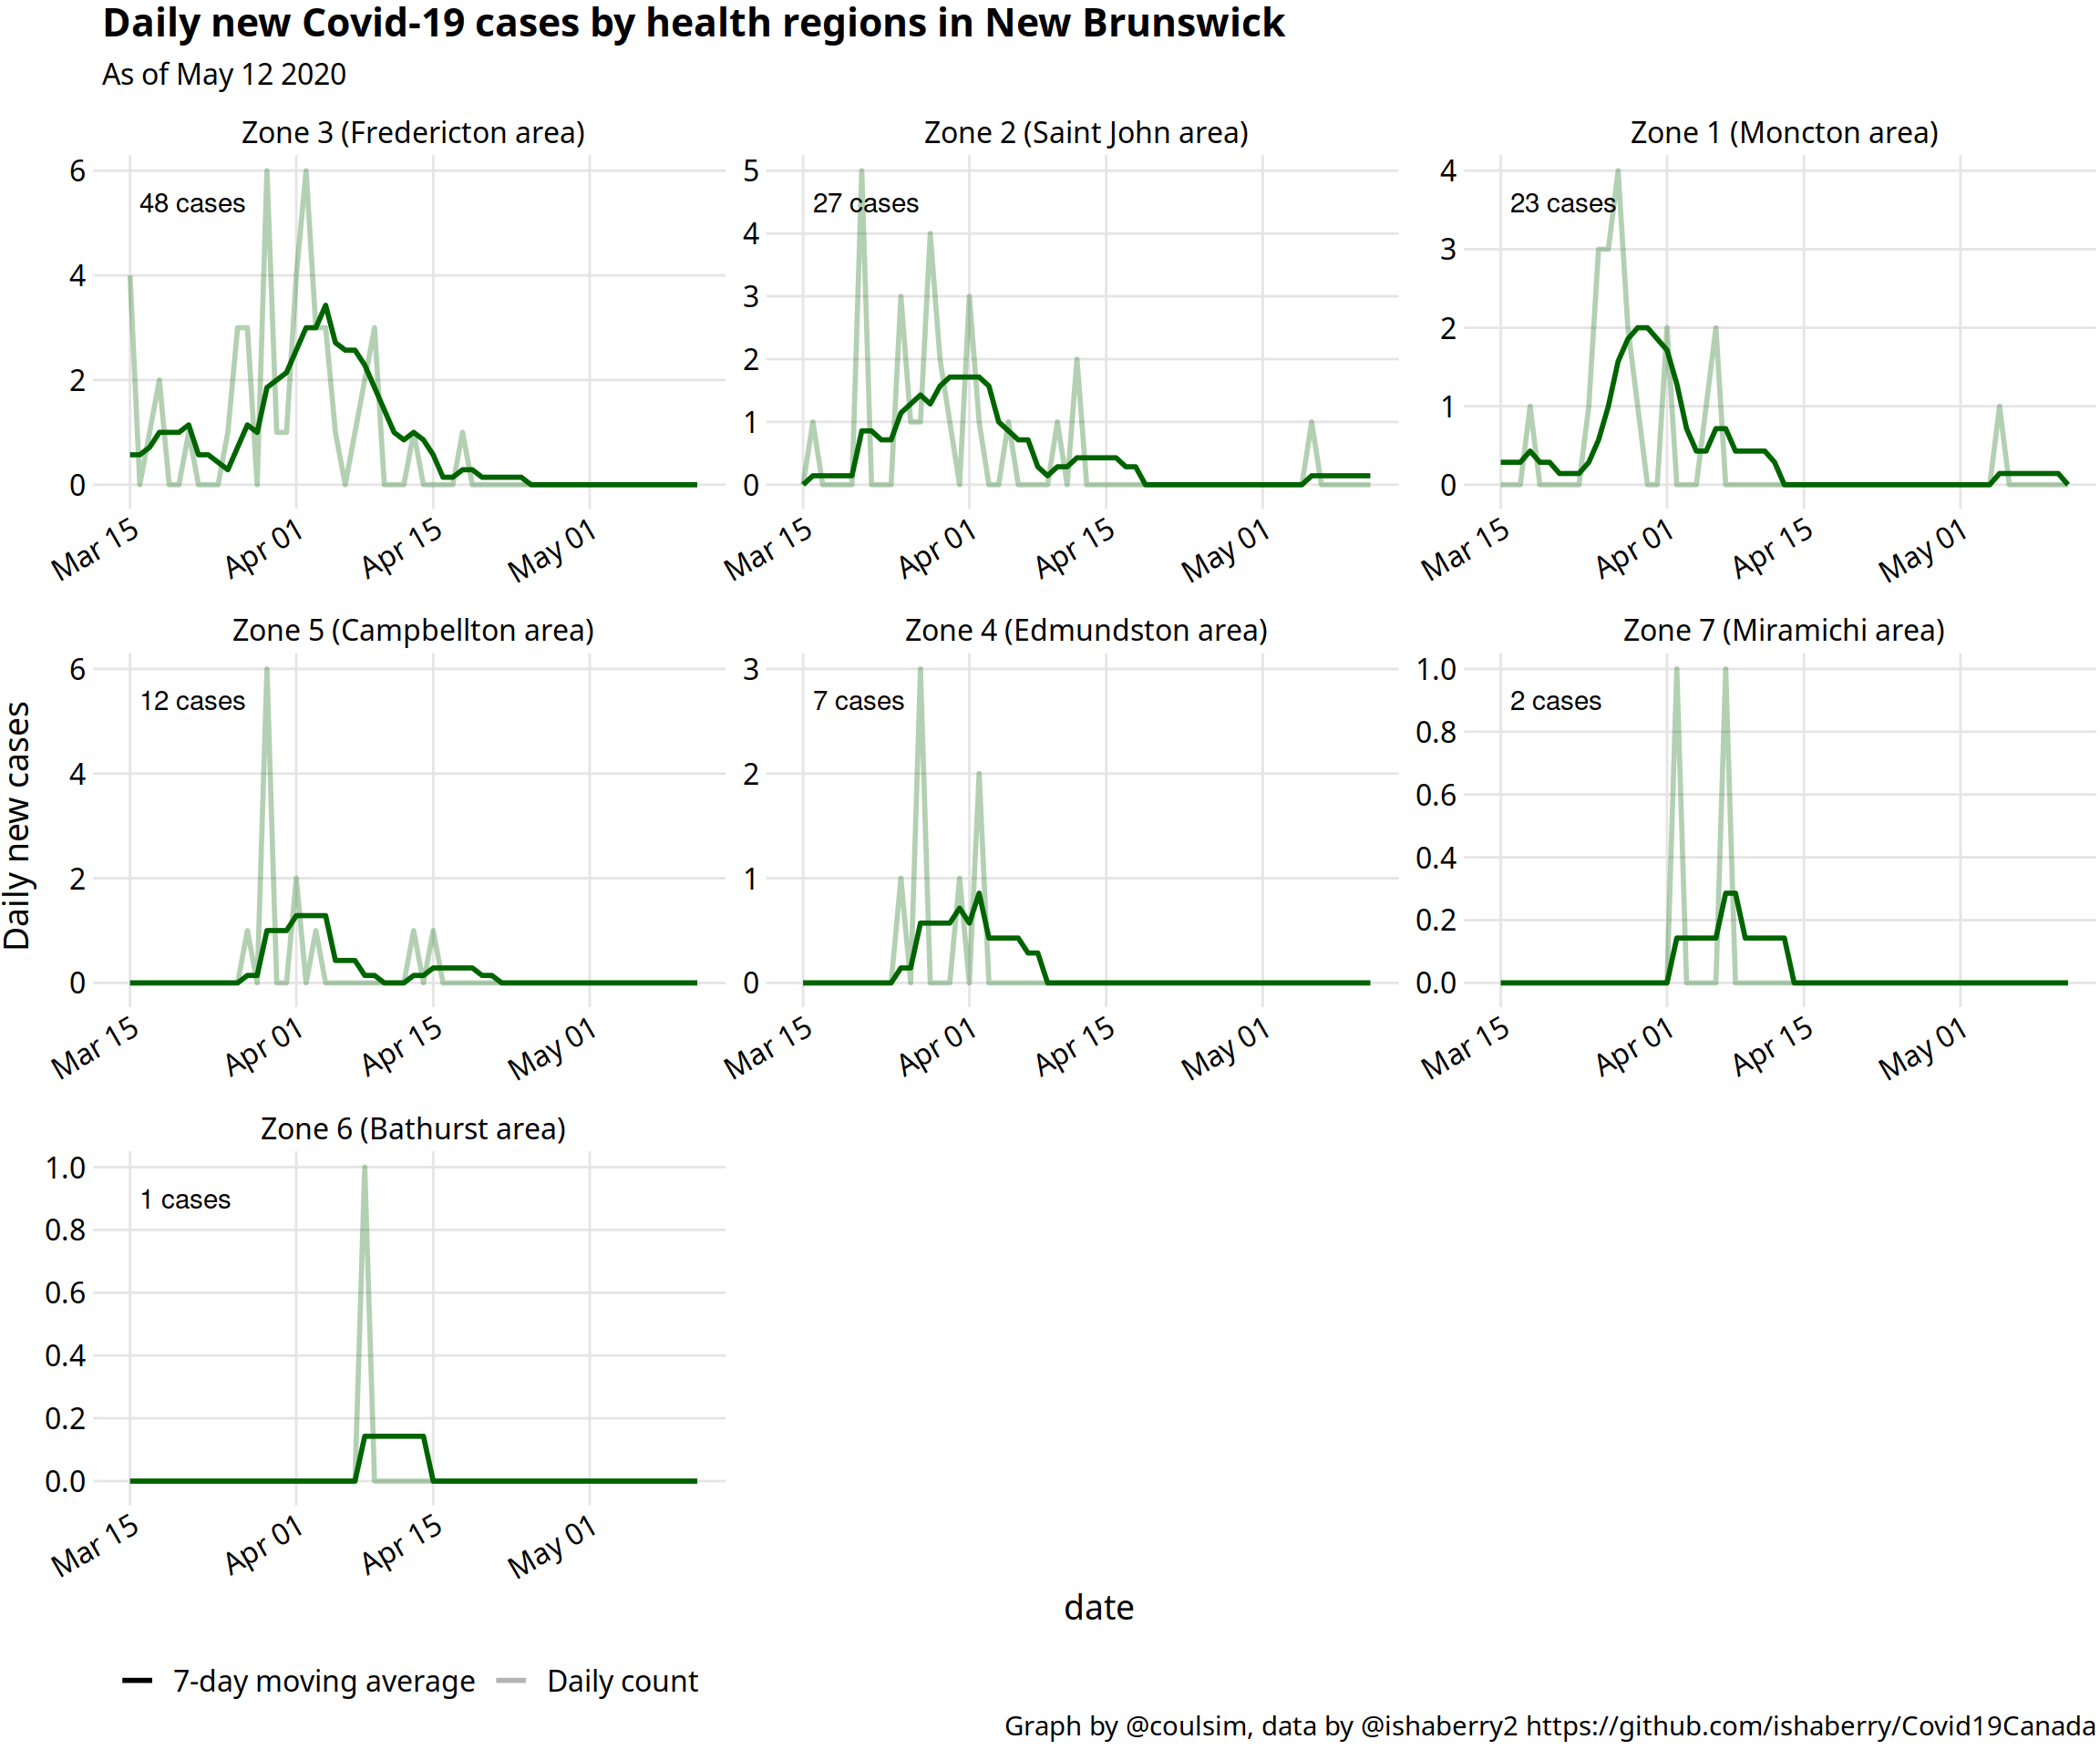 Daily new Covid-19 cases by health regions in New Brunswick
As of May 12 2020
Zone 3 (Fredericton area)
6
4
2
0
48 cases
Mar 15
Apr 01
Apr 15
May 01
Zone 2 (Saint John area)
5
4
3
2
1
0
27 cases
Mar 15
Apr 01
Apr 15
May 01
Zone 1 (Moncton area)
4
3
2
1
0
23 cases
Mar 15
Apr 01
Apr 15
May 01
Daily new cases
Zone 5 (Campbellton area)
6
4
2
0
12 cases
Mar 15
Apr 01
Apr 15
May 01
Zone 4 (Edmundston area)
3
2
1
0
7 cases
Mar 15
Apr 01
Apr 15
May 01
Zone 7 (Miramichi area)
1.0
0.8
0.6
0.4
0.2
0.0
2 cases
Mar 15
Apr 01
Apr 15
May 01
Zone 6 (Bathurst area)
1.0
0.8
0.6
0.4
0.2
0.0
1 cases
Mar 15
Apr 01
Apr 15
May 01
date
7-day moving average
Daily count
Graph by @coulsim, data by @ishaberry2 https://github.com/ishaberry/Covid19Canada